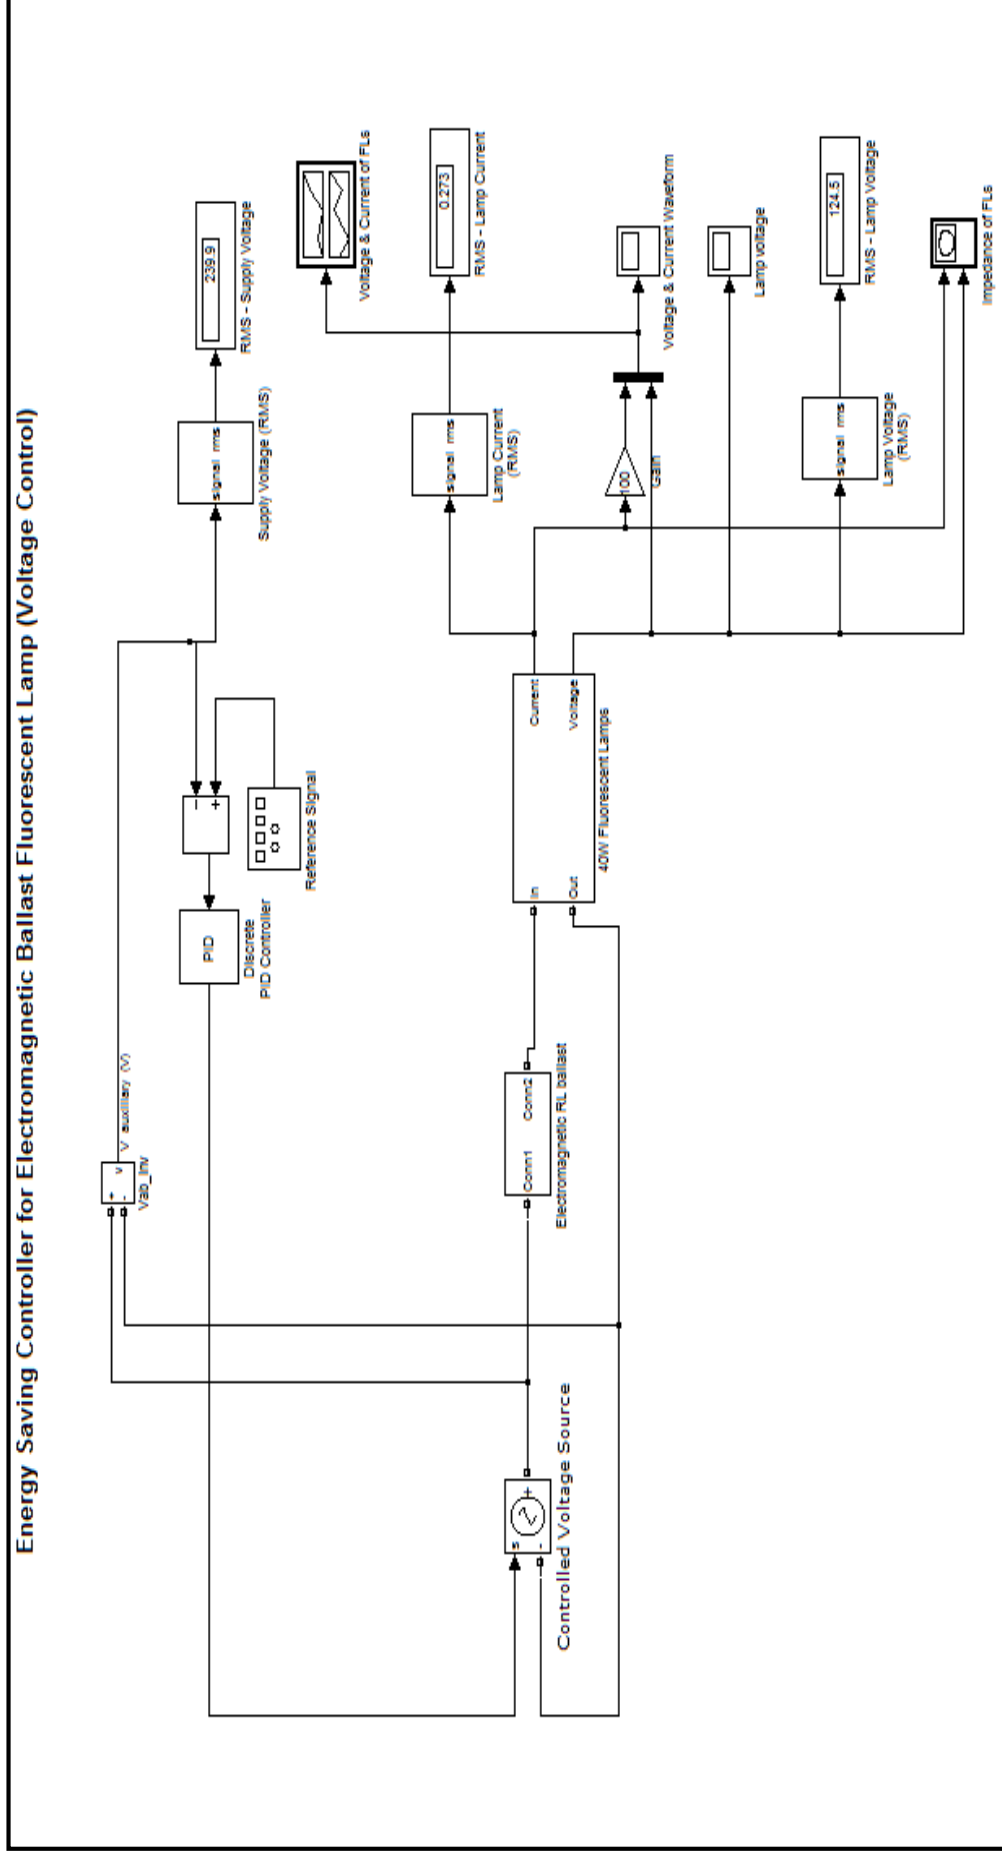 Energy Saving Controller for Electromagnetic Ballast Fluorescent Lamp (Voltage Control)
+
-
v
V auxiliary (V)
Vab_Inv
signal rms
Supply Voltage (RMS)
239.9
RMS - Supply Voltage
PID
Discrete
PID Controller
−
+
Reference Signal
Voltage & Current of FLs
signal rms
Lamp Current
(RMS)
0.273
RMS - Lamp Current
s
-
+
Controlled Voltage Source
Conn1
Conn2
Electromagnetic RL ballast
In
Out
Current
Voltage
40W Fluorescent Lamps
100
Gain
Voltage & Current Waveform
Lamp voltage
signal rms
Lamp Voltage
(RMS)
124.5
RMS - Lamp Voltage
Impedance of FLs